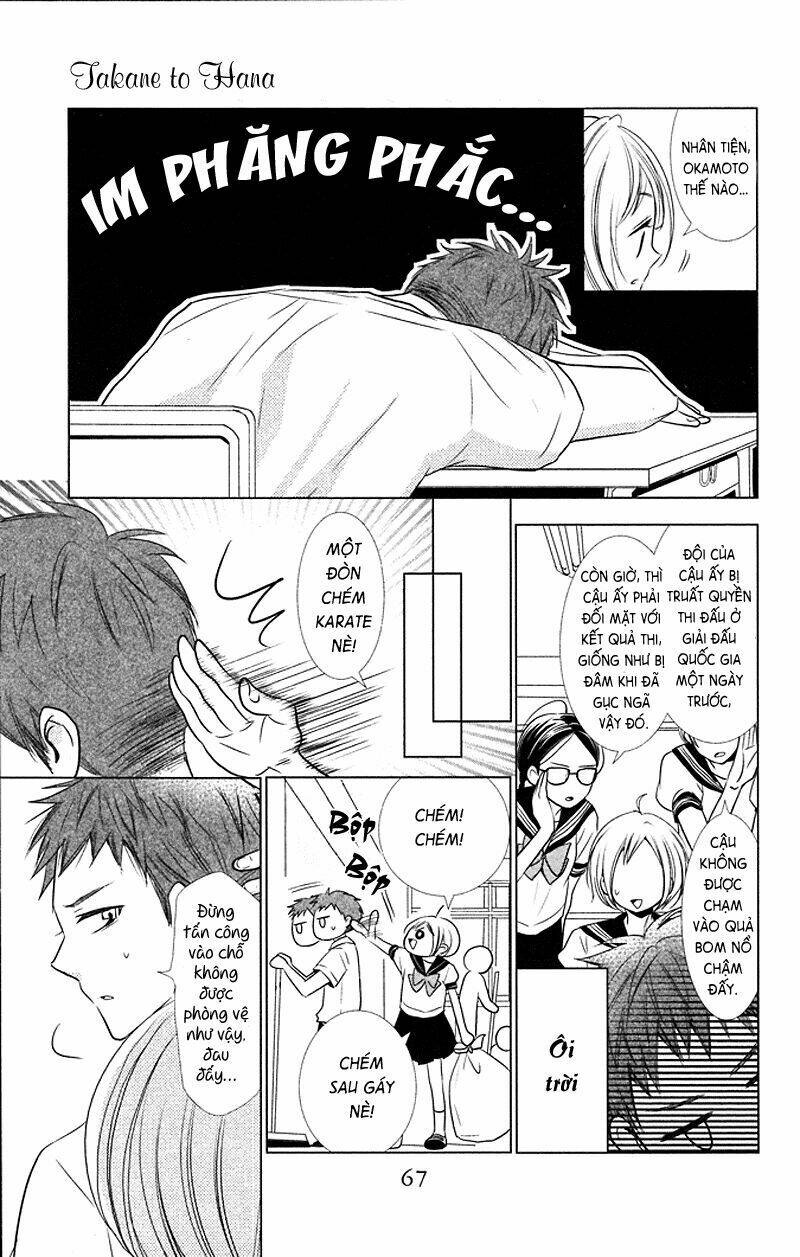 Takane to Hana
NHÂN TIỆN,
OKAMOTO
THẾ NÀO...
IM PHĂNG PHẮC...
ĐỘI CỦA
CẬU ẤY BỊ
TRUẤT QUYỀN
THI ĐẤU Ở
GIẢI ĐẤU
QUỐC GIA
MỘT NGÀY
TRƯỚC,
CÒN GIỜ, THÌ
CẬU ẤY PHẢI
ĐỐI MẶT VỚI
KẾT QUẢ THI,
GIỐNG NHƯ BỊ
ĐÂM KHI ĐÃ
GỤC NGÃ
VẬY ĐÓ.
CẬU KHÔNG
ĐƯỢC
CHẠM
VÀO QUẢ
BOM NỔ
CHẬM
ĐẤY.
Ôi
trời
MỘT
ĐÒN
CHÉM
KARATE
NÈ!
CHÉM!
CHÉM!
Bộp
Bộp
CHÉM
SAU GÁY
NÈ!
Đừng
tấn công
vào chỗ
không
được
phòng vệ
như vậy,
đau
đấy...
67